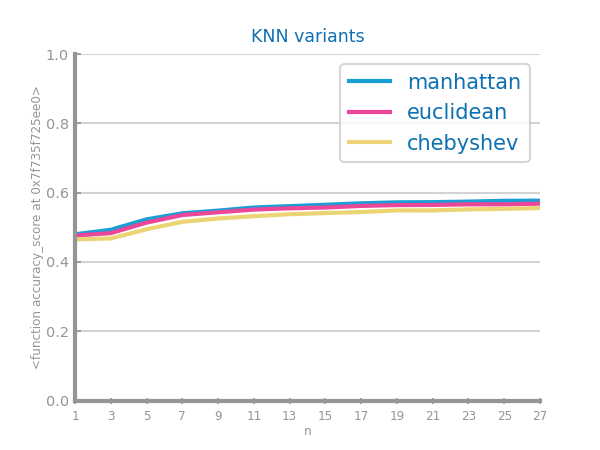 KNN variants
<function accuracy_score at 0x7f735f725ee0>
1.0
0.8
0.6
0.4
0.2
0.0
manhattan
euclidean
chebyshev
1 3 5 7 9 11 13 15 17 19 21 23 25 27
n